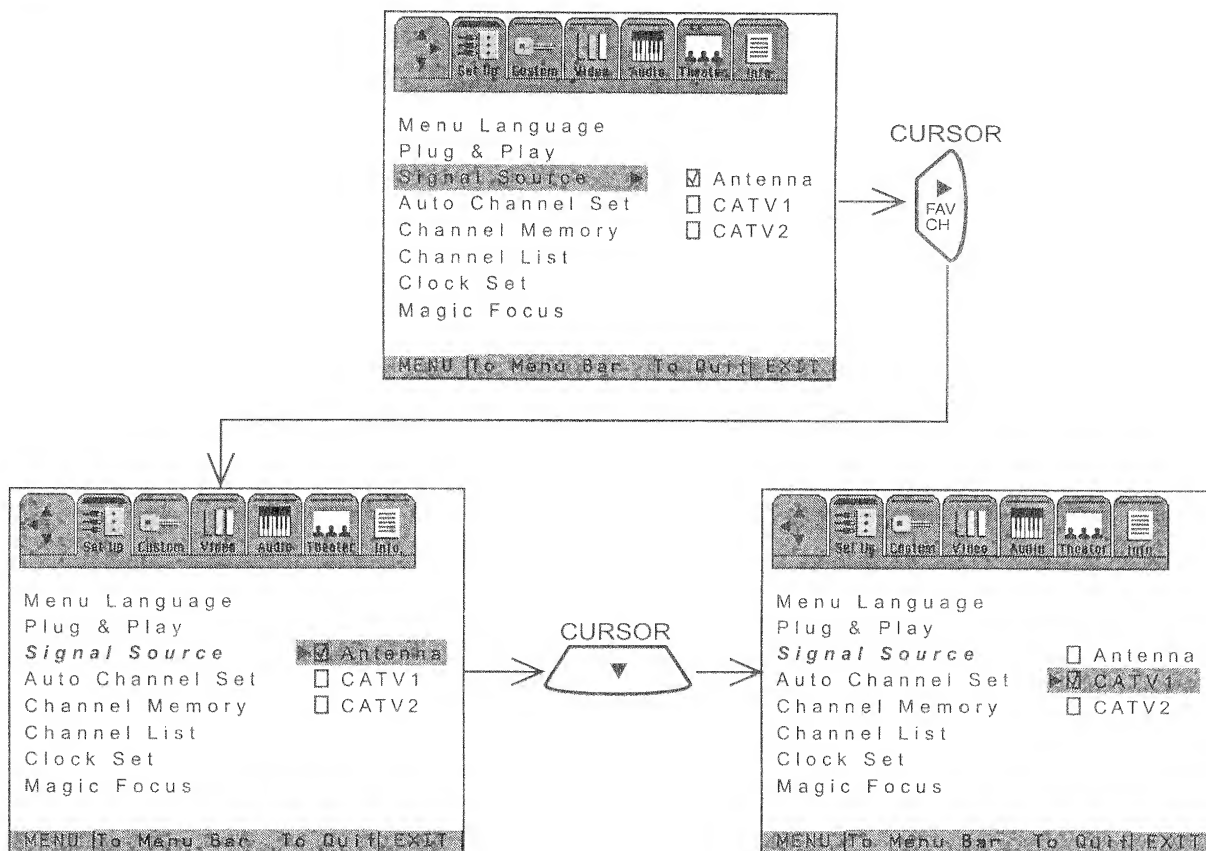 Set Up Custom Video Audio Theater Info
Menu Language
Plug & Play
Signal Source
Antenna
Auto Channel Set
CATV1
Channel Memory
CATV2
Channel List
Clock Set
Magic Focus
MENU To Menu Bar To Quit EXIT
CURSOR
FAV
CH
Set Up Custom Video Audio Theater Info
Menu Language
Plug & Play
Signal Source
Antenna
Auto Channel Set
CATV1
Channel Memory
CATV2
Channel List
Clock Set
Magic Focus
MENU To Menu Bar To Quit EXIT
CURSOR
Set Up Custom Video Audio Theater Info
Menu Language
Plug & Play
Signal Source
Antenna
Auto Channel Set
CATV1
Channel Memory
CATV2
Channel List
Clock Set
Magic Focus
MENU To Menu Bar To Quit EXIT